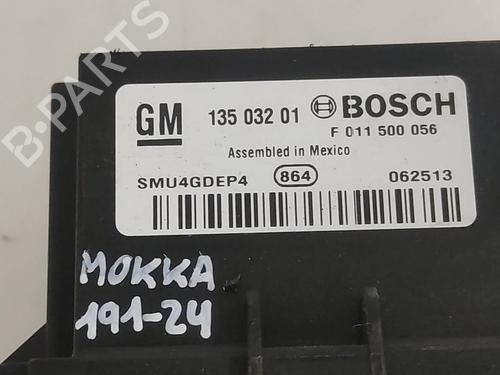 B-PARTS
GM 135 032 01 BOSCH
F 011 500 056
Assembled in Mexico
SMU4GDEP4 864 062513
MOKKA
191-24